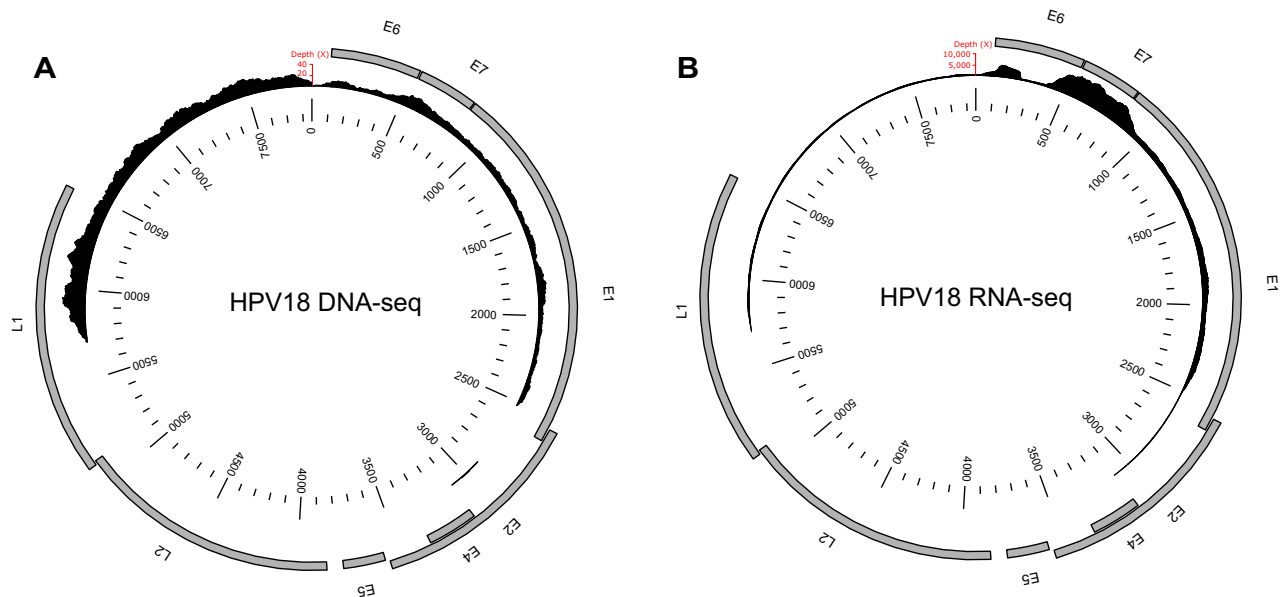 A
Depth (X)
40
20
E6
E7
E1
E2
E4
E5
L2
L1
0
500
1000
1500
2000
2500
3000
3500
4000
4500
5000
5500
6000
6500
7000
7500
HPV18 DNA-seq
B
Depth (X)
10,000
5,000
E6
E7
E1
E2
E4
E5
L2
L1
0
500
1000
1500
2000
2500
3000
3500
4000
4500
5000
5500
6000
6500
7000
7500
HPV18 RNA-seq